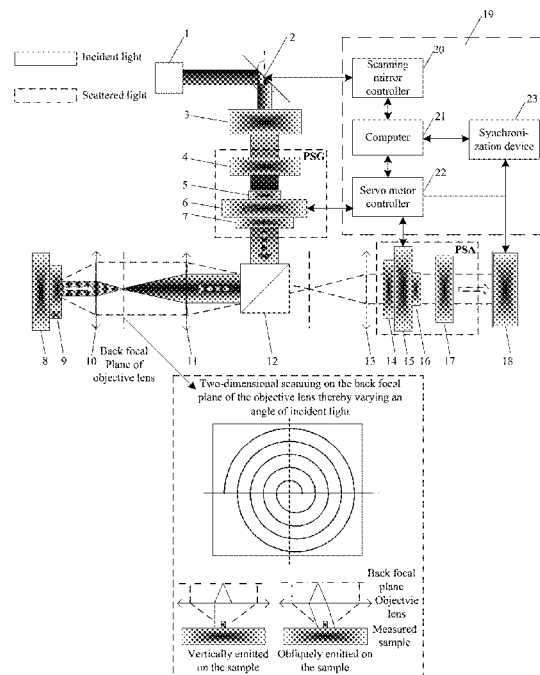 19
1
2
20
Incident light
Scattered light
Scanning
mirror
controller
23
3
21
Computer
Synchroni-
zation device
PSG
4
22
5
6
7
Servo motor
controller
PSA
8
9
10
11
12
13
14
15
16
17
18
Back focal
Plane of
objective lens
Two-dimensional scanning on the back focal
plane of the objective lens thereby varying an
angle of incident light
Back focal
plane
Objectvie
lens
Measured
sample
Vertically emitted
on the sample
Obliquely emitted on
the sample